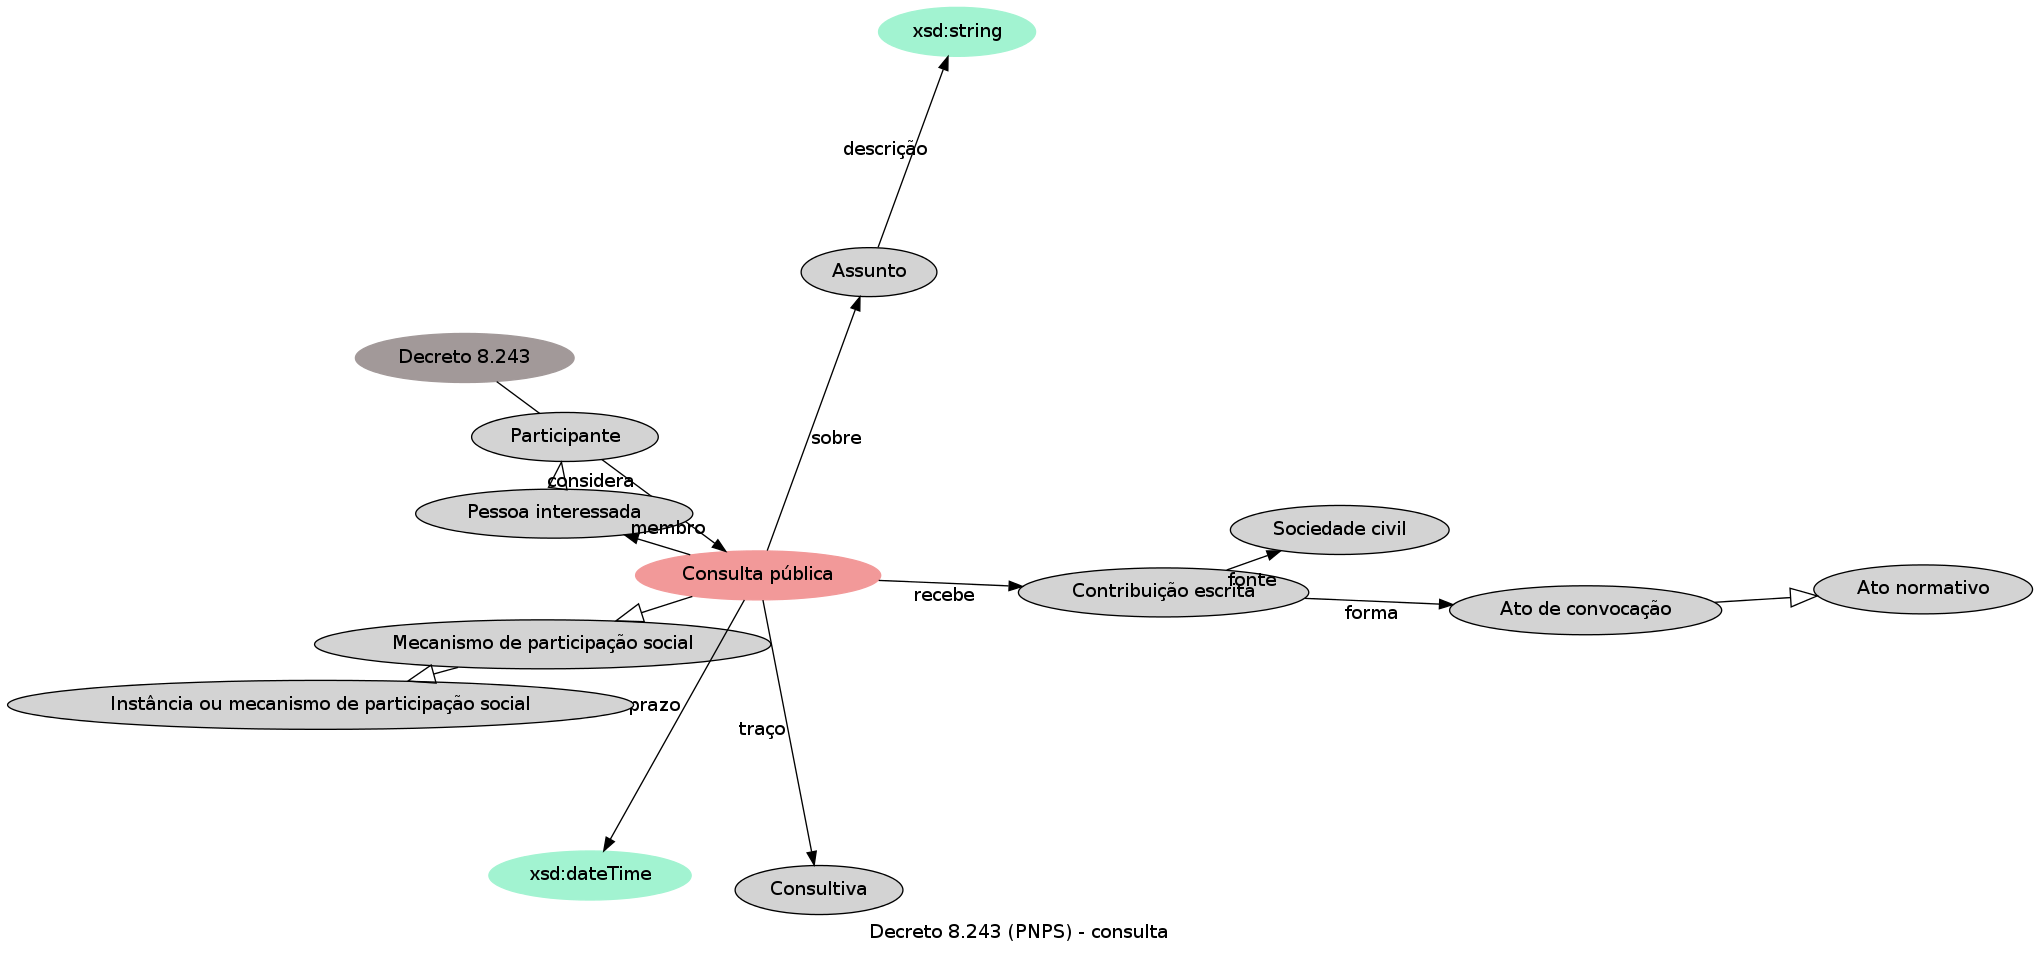 xsd:string
descrição
Assunto
Decreto 8.243
Participante
sobre
considera
Pessoa interessada
membro
Sociedade civil
Consulta pública
fonte
recebe
Contribuição escrita
forma
Ato de convocação
Ato normativo
Mecanismo de participação social
Instância ou mecanismo de participação social
prazo
traço
xsd:dateTime
Consultiva
Decreto 8.243 (PNPS) - consulta